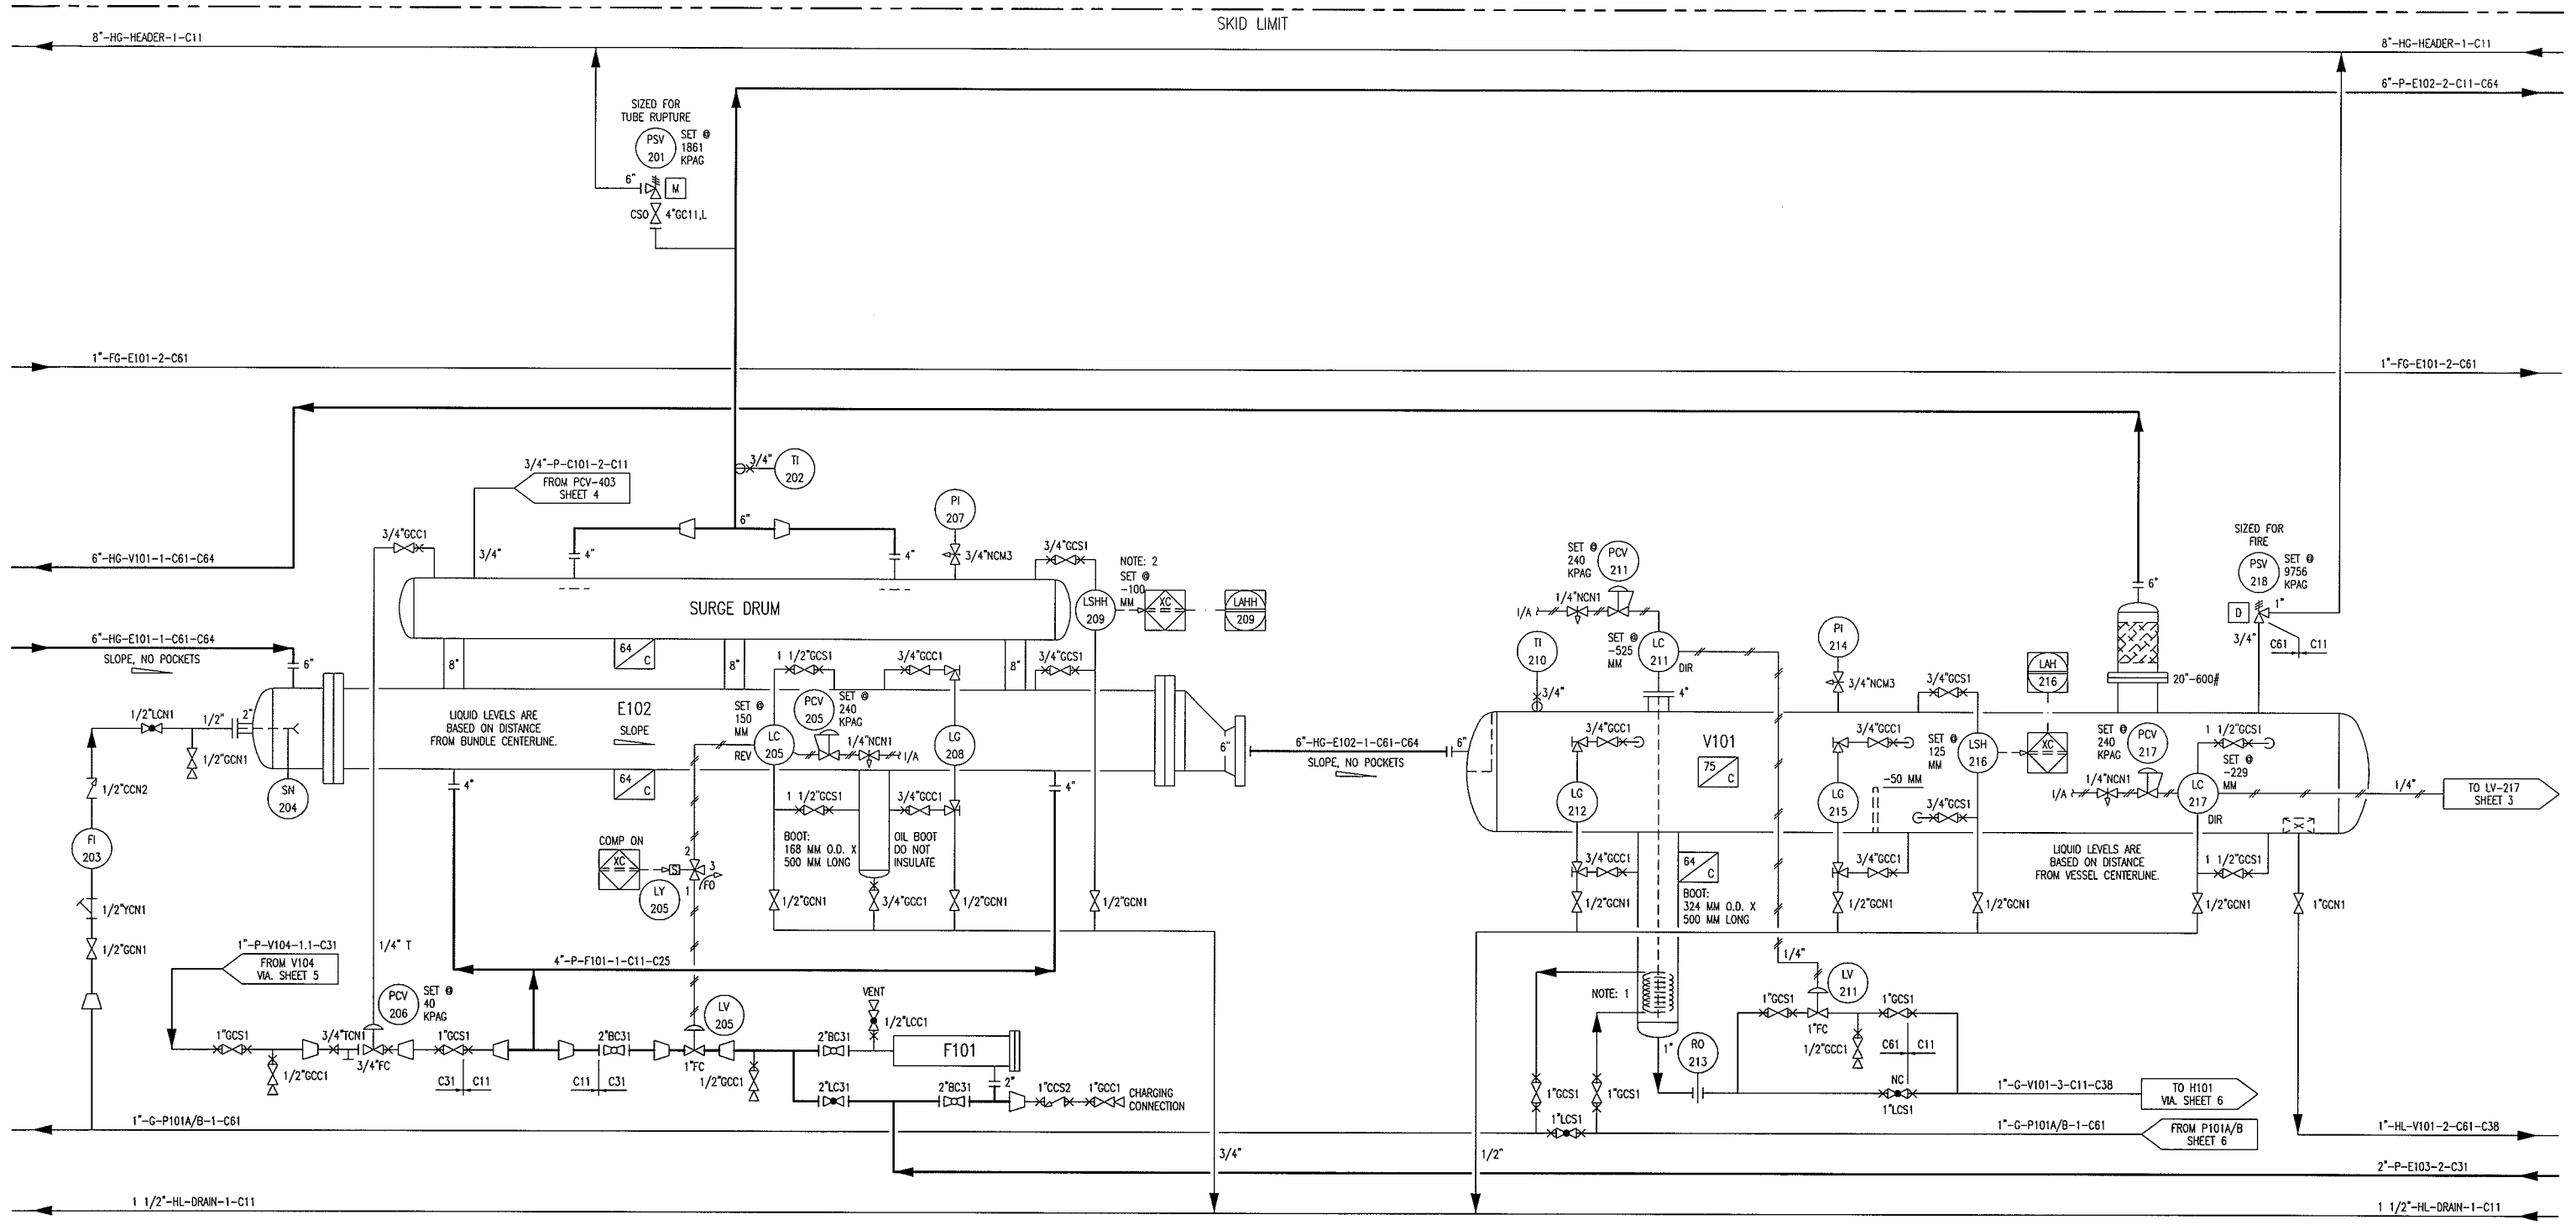 SKID LIMIT
8"-HG-HEADER-1-C11
8"-HG-HEADER-1-C11
6"-P-E102-2-C11-C64
SIZED FOR
TUBE RUPTURE
PSV
201
SET @
1861
KPAG
6"
M
CSO
4"GC11,L
1"-FG-E101-2-C61
1"-FG-E101-2-C61
3/4"
TI
202
3/4"-P-C101-2-C11
FROM PCV-403
SHEET 4
3/4"GCC1
3/4"
6"
4"
4"
PI
207
3/4"NCM3
3/4"GCS1
NOTE: 2
SET @
-100
MM
LSHH
209
XC
LAHH
209
6"-HG-V101-1-C61-C64
SURGE DRUM
6"-HG-E101-1-C61-C64
SLOPE, NO POCKETS
6"
8"
64
C
8"
8"
1 1/2"GCS1
3/4"GCC1
3/4"GCS1
1/2"LCN1
1/2"
2"
1/2"GCN1
LIQUID LEVELS ARE
BASED ON DISTANCE
FROM BUNDLE CENTERLINE.
E102
SLOPE
64
C
SET @
150
MM
LC
205
REV
PCV
205
SET @
240
KPAG
1/4"NCN1
I/A
LG
208
6"
6"-HG-E102-1-C61-C64
SLOPE, NO POCKETS
6"
SN
204
1/2"CCN2
FI
203
1/2"YCN1
1/2"GCN1
4"
4"
1 1/2"GCS1
3/4"GCC1
BOOT:
168 MM O.D. X
500 MM LONG
OIL BOOT
DO NOT
INSULATE
COMP ON
XC
S
LY
205
2
3
1
FO
1/2"GCN1
3/4"GCC1
1/2"GCN1
1/2"GCN1
1/4" T
1"-P-V104-1.1-C31
FROM V104
VIA. SHEET 5
4"-P-F101-1-C11-C25
PCV
206
SET @
40
KPAG
1"GCS1
3/4"TCN1
3/4"FC
1"GCS1
1/2"GCC1
C31
C11
2"BC31
C11
C31
LV
205
1"FC
1/2"GCC1
VENT
1/2"LCC1
2"BC31
F101
2"
2"LC31
2"BC31
1"CCS2
1"GCC1
CHARGING
CONNECTION
1"-G-P101A/B-1-C61
3/4"
1/2"
1 1/2"-HL-DRAIN-1-C11
SET @
240
KPAG
PCV
211
I/A
1/4"NCN1
SET @
-525
MM
LC
211
DIR
4"
TI
210
3/4"
3/4"GCC1
LG
212
3/4"GCC1
1/2"GCN1
V101
75
C
64
C
BOOT:
324 MM O.D. X
500 MM LONG
PI
214
3/4"NCM3
3/4"GCC1
LG
215
-50 MM
3/4"GCC1
1/2"GCN1
3/4"GCS1
SET @
125
MM
LSH
216
3/4"GCS1
1/2"GCN1
LAH
216
XC
6"
20"-600#
SIZED FOR
FIRE
PSV
218
SET @
9756
KPAG
D
1"
3/4"
C61
C11
SET @
240
KPAG
PCV
217
1/4"NCN1
I/A
1 1/2"GCS1
SET @
-229
MM
LC
217
DIR
1/4"
TO LV-217
SHEET 3
LIQUID LEVELS ARE
BASED ON DISTANCE
FROM VESSEL CENTERLINE.
1 1/2"GCS1
1/2"GCN1
1"GCN1
NOTE: 1
1"
RO
213
1/4"
LV
211
1"GCS1
1"FC
1/2"GCC1
1"GCS1
C61
C11
NC
1"LCS1
1"GCS1
1"GCS1
1"LCS1
1"-G-V101-3-C11-C38
TO H101
VIA. SHEET 6
1"-G-P101A/B-1-C61
FROM P101A/B
SHEET 6
1"-HL-V101-2-C61-C38
2"-P-E103-2-C31
1 1/2"-HL-DRAIN-1-C11